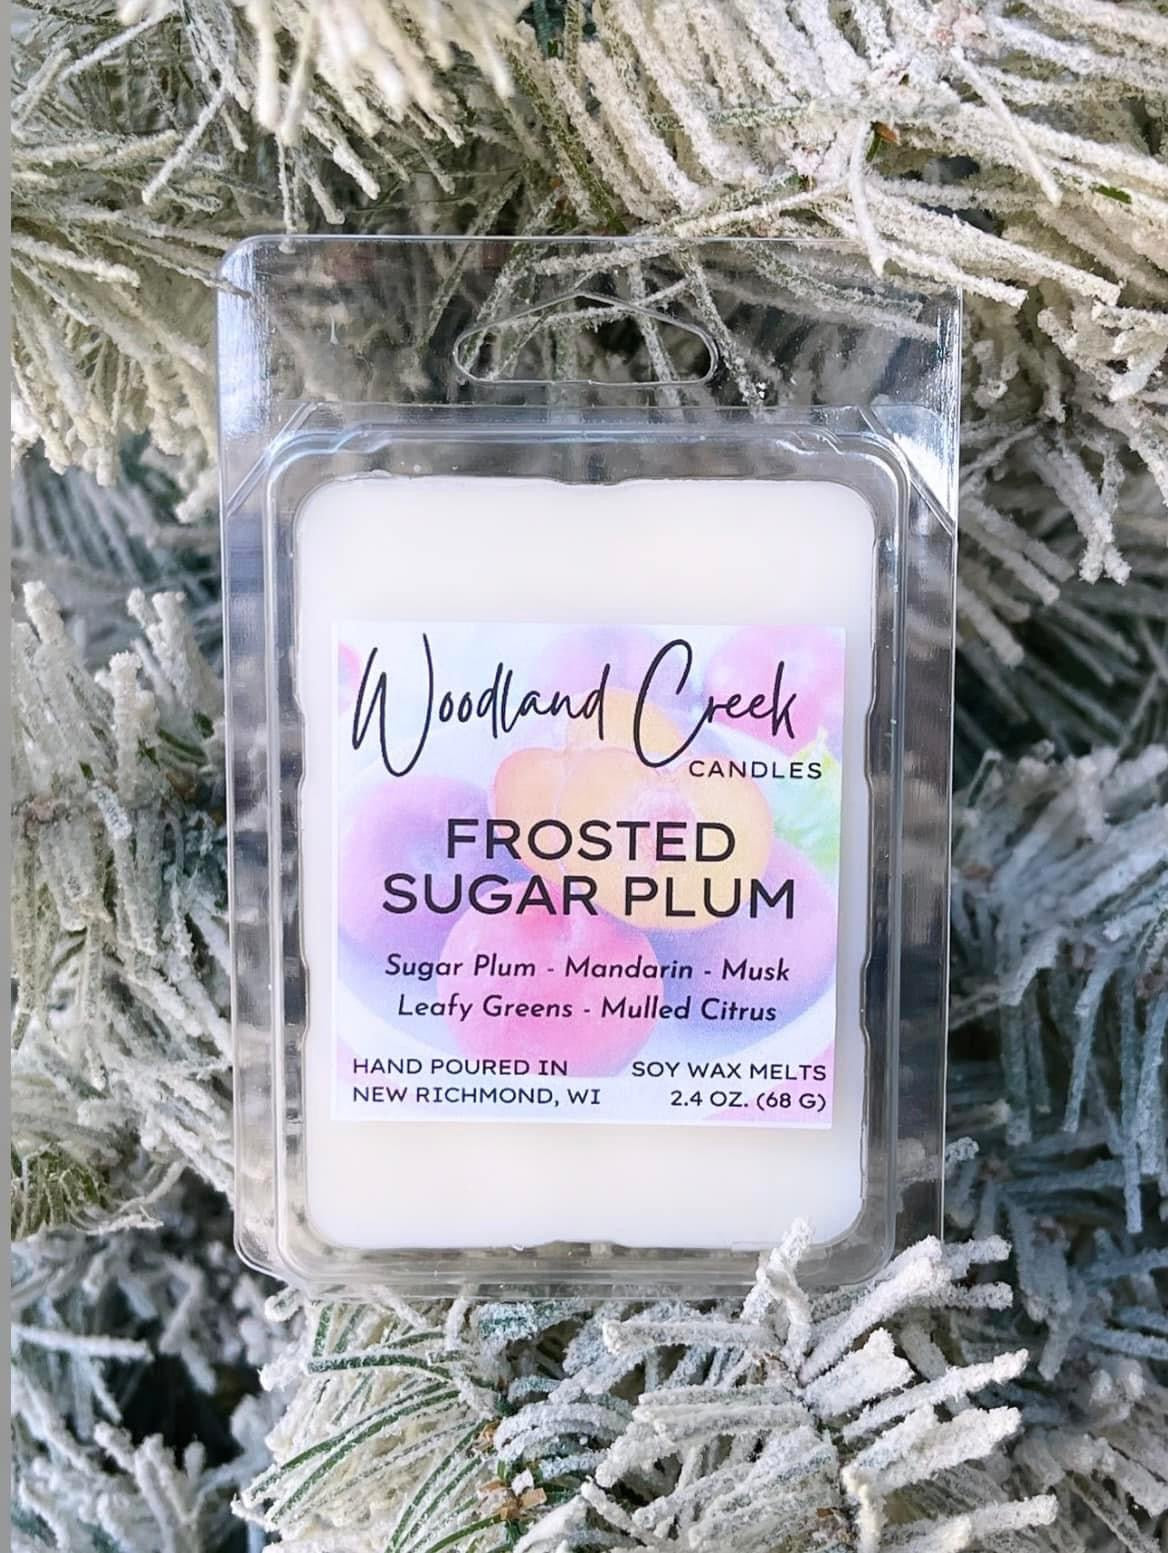 Woodland Creek
CANDLES
FROSTED
SUGAR PLUM
Sugar Plum - Mandarin - Musk
Leafy Greens - Mulled Citrus
HAND POURED IN
NEW RICHMOND, WI
SOY WAX MELTS
2.4 OZ. (68 G)